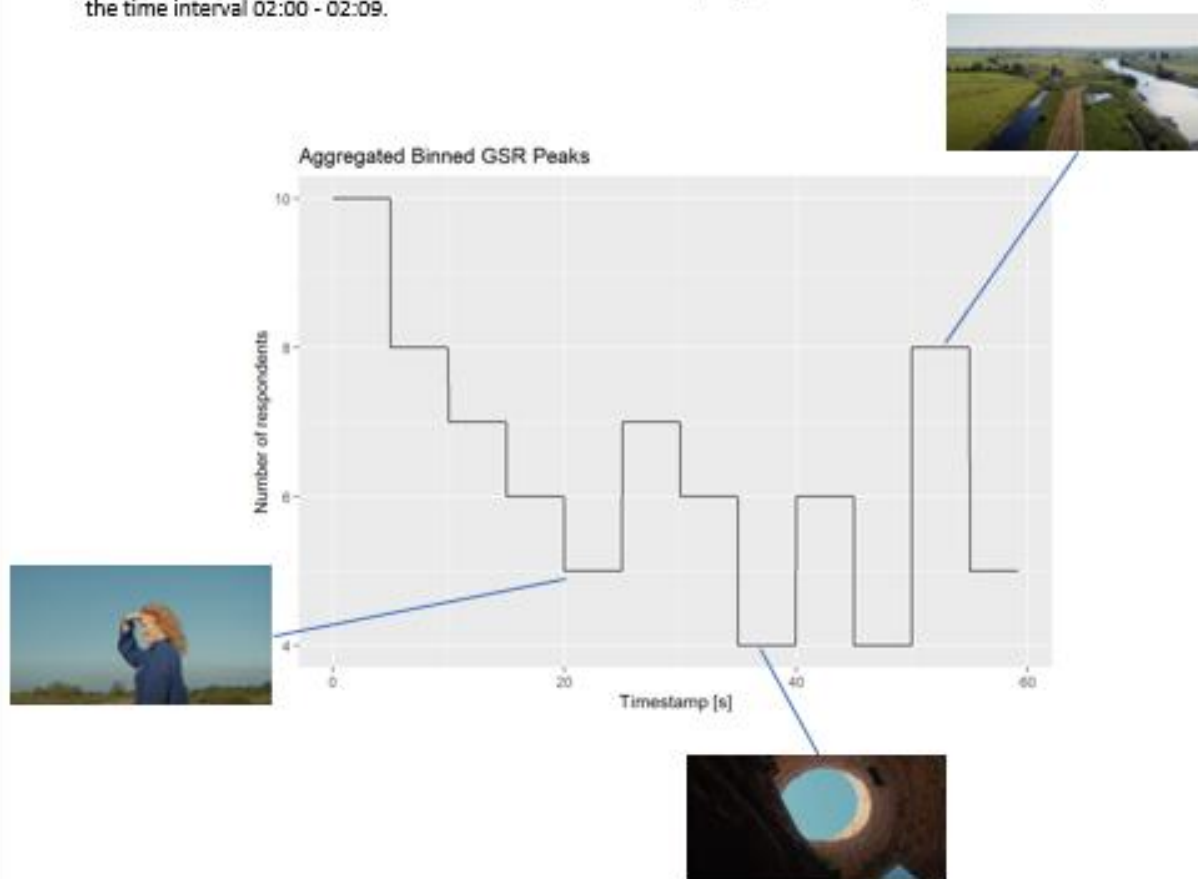 the time interval 02:00 - 02:09.
Aggregated Binned GSR Peaks
10
8
6
4
Number of respondents
0
20
40
60
Timestamp [s]